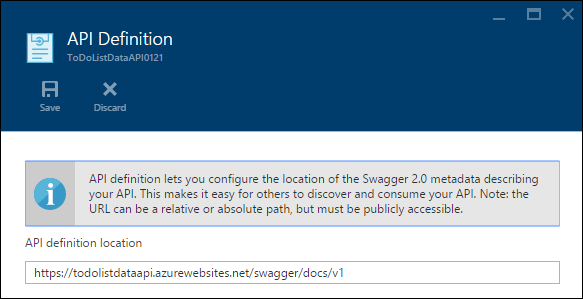 API Definition
ToDoListDataAPI0121
Save
Discard
API definition lets you configure the location of the Swagger 2.0 metadata describing
your API. This makes it easy for others to discover and consume your API. Note: the
URL can be a relative or absolute path, but must be publicly accessible.
API definition location
https://todolistdataapi.azurewebsites.net/swagger/docs/v1